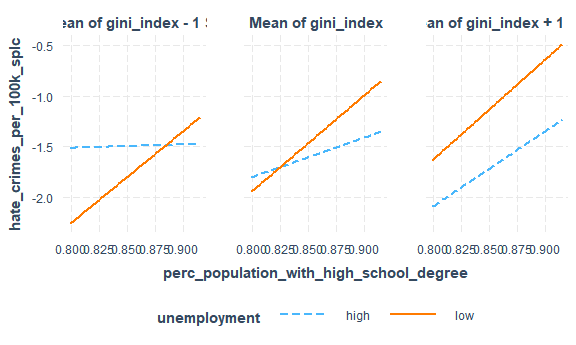 ean of gini_index - 1 S
Mean of gini_index
an of gini_index + 1
hate_crimes_per_100k_splc
-0.5
-1.0
-1.5
-2.0
0.800 0.825 0.850 0.875 0.900
0.800 0.825 0.850 0.875 0.900
0.800 0.825 0.850 0.875 0.900
perc_population_with_high_school_degree
unemployment high low